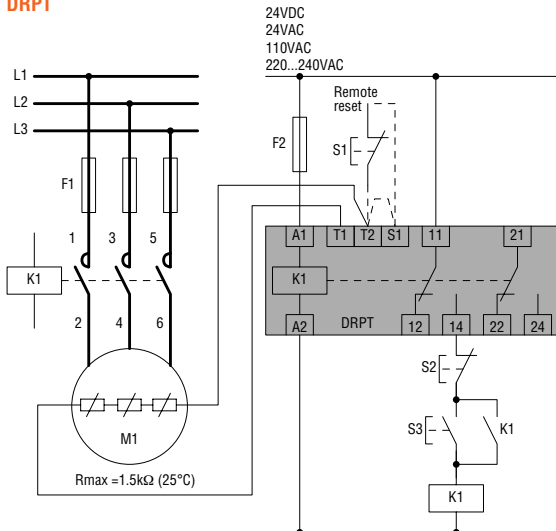 DRPT
24VDC
24VAC
110VAC
220...240VAC
L1
L2
L3
Remote
reset
F2
S1
F1
A1 T1 T2 S1 11 21
1 3 5
K1
K1
A2 DRPT 12 14 22 24
2 4 6
S2
S3 K1
M1
Rmax =1.5kΩ (25°C)
K1